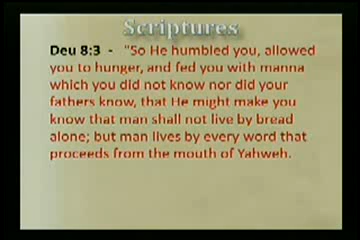 Scriptures
Deu 8:3 - "So He humbled you, allowed
you to hunger, and fed you with manna
which you did not know nor did your
fathers know, that He might make you
know that man shall not live by bread
alone; but man lives by every word that
proceeds from the mouth of Yahweh.